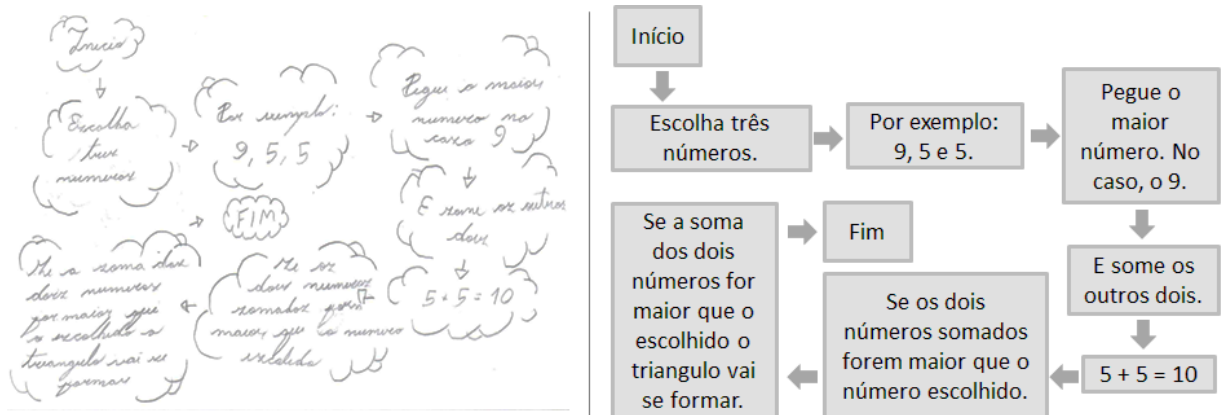 Inicio
Escolha
tres
numeros
Por exemplo:
9, 5, 5
Pegue o maior
numero no
caso 9
E some os outros
dois
5 + 5 = 10
Se os
dois numeros
somados forem
maior, que o numero
escolhido
Se a soma dos
dois numeros
for maior que
o escolhido o
triangulo vai se
formar
FIM
Início
Escolha três
números.
Por exemplo:
9, 5 e 5.
Pegue o
maior
número. No
caso, o 9.
E some os
outros dois.
5 + 5 = 10
Se os dois
números somados
forem maior que o
número escolhido.
Se a soma
dos dois
números for
maior que o
escolhido o
triangulo vai
se formar.
Fim